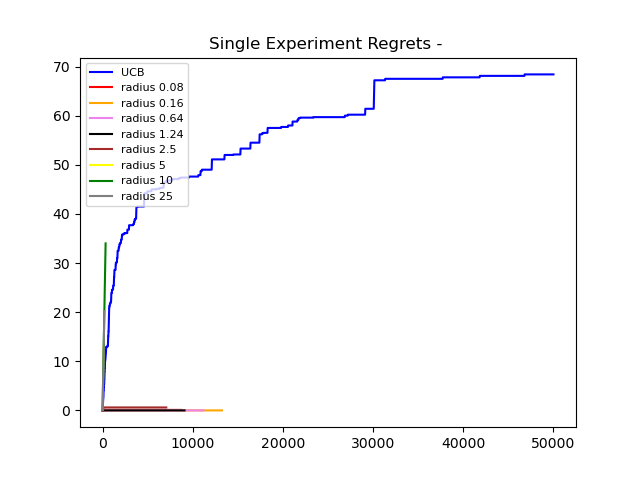 Single Experiment Regrets -
70
60
50
40
30
20
10
0
UCB
radius 0.08
radius 0.16
radius 0.64
radius 1.24
radius 2.5
radius 5
radius 10
radius 25
0 10000 20000 30000 40000 50000